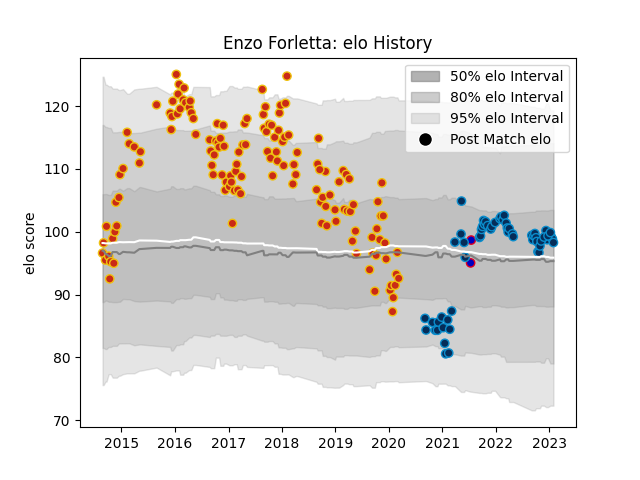 Enzo Forletta: elo History
50% elo Interval
80% elo Interval
95% elo Interval
Post Match elo
elo score
120
110
100
90
80
70
2015 2016 2017 2018 2019 2020 2021 2022 2023